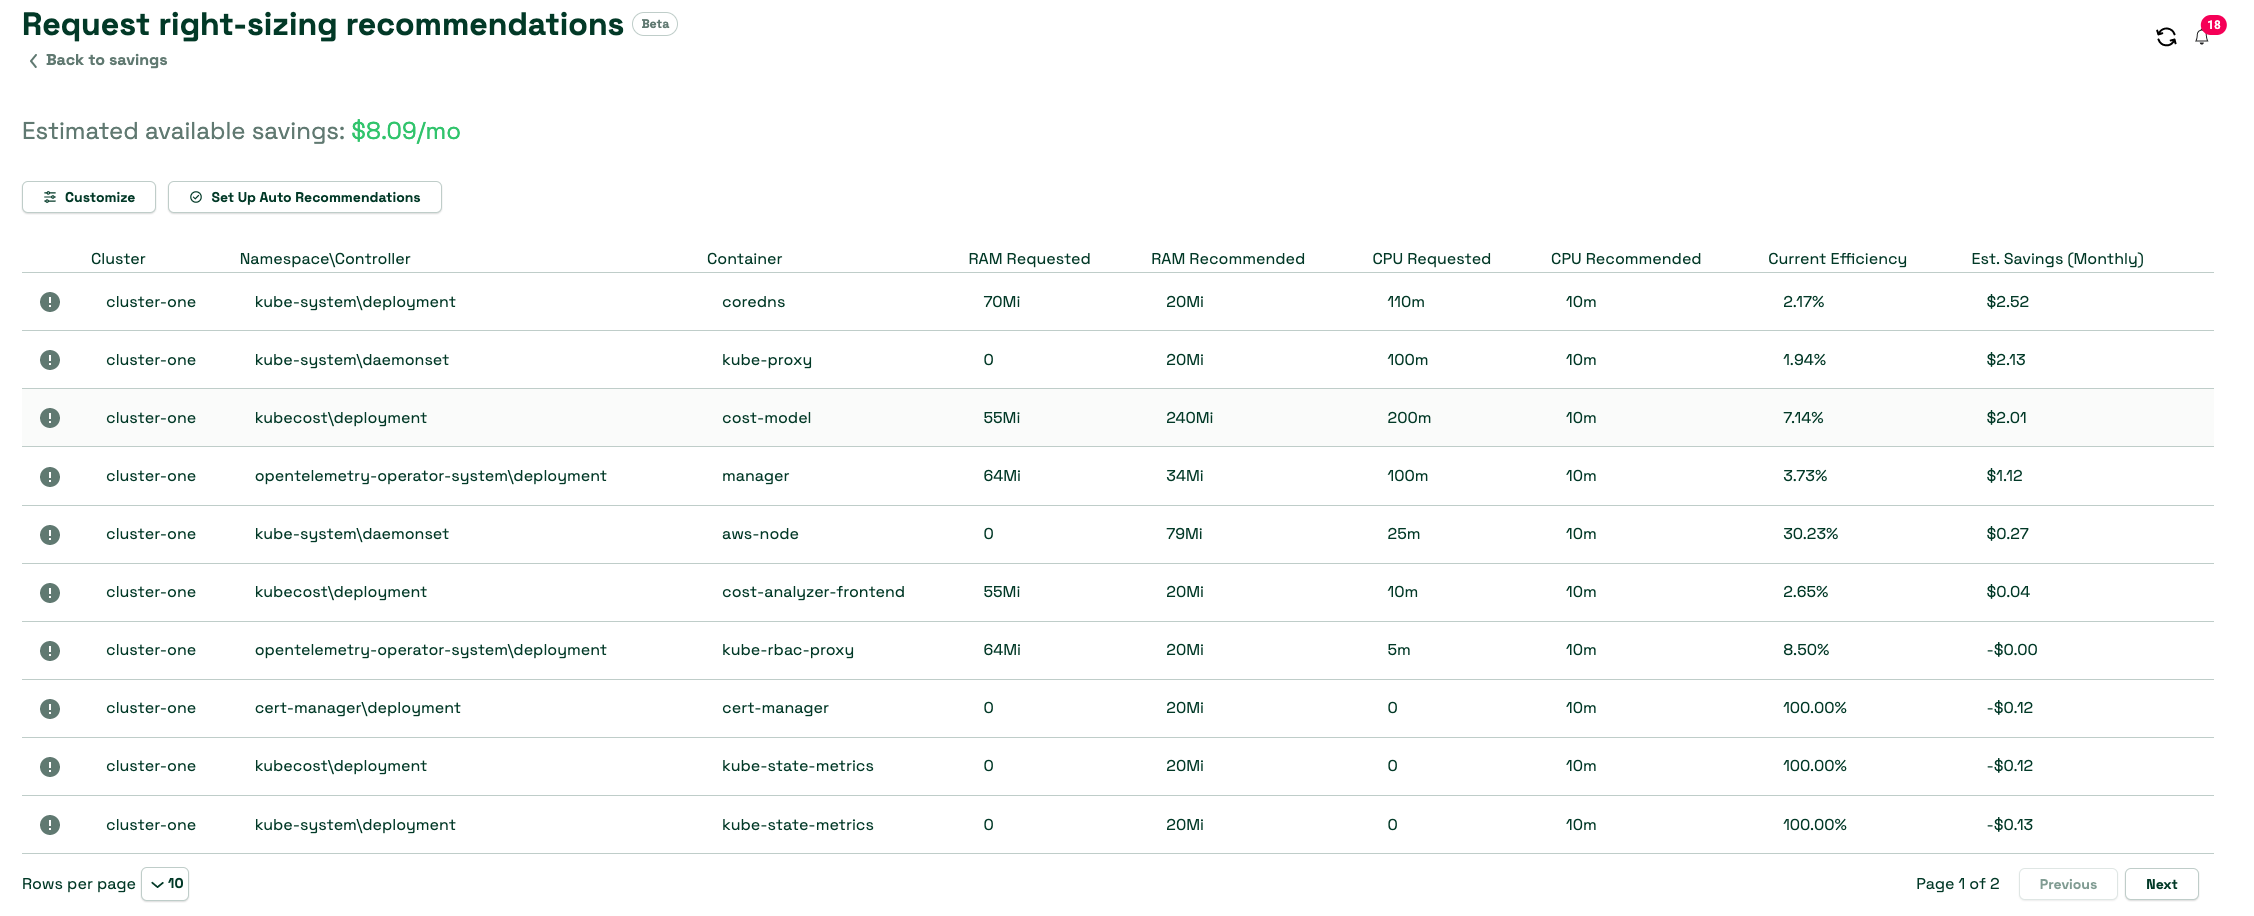 Request right-sizing recommendations Beta
18
Back to savings
Estimated available savings: $8.09/mo
Customize Set Up Auto Recommendations
Cluster Namespace\Controller Container RAM Requested RAM Recommended CPU Requested CPU Recommended Current Efficiency Est. Savings (Monthly)
cluster-one kube-system\deployment coredns 70Mi 20Mi 110m 10m 2.17% $2.52
cluster-one kube-system\daemonset kube-proxy 0 20Mi 100m 10m 1.94% $2.13
cluster-one kubecost\deployment cost-model 55Mi 240Mi 200m 10m 7.14% $2.01
cluster-one opentelemetry-operator-system\deployment manager 64Mi 34Mi 100m 10m 3.73% $1.12
cluster-one kube-system\daemonset aws-node 0 79Mi 25m 10m 30.23% $0.27
cluster-one kubecost\deployment cost-analyzer-frontend 55Mi 20Mi 10m 10m 2.65% $0.04
cluster-one opentelemetry-operator-system\deployment kube-rbac-proxy 64Mi 20Mi 5m 10m 8.50% -$0.00
cluster-one cert-manager\deployment cert-manager 0 20Mi 0 10m 100.00% -$0.12
cluster-one kubecost\deployment kube-state-metrics 0 20Mi 0 10m 100.00% -$0.12
cluster-one kube-system\deployment kube-state-metrics 0 20Mi 0 10m 100.00% -$0.13
Rows per page 10 Page 1 of 2 Previous Next